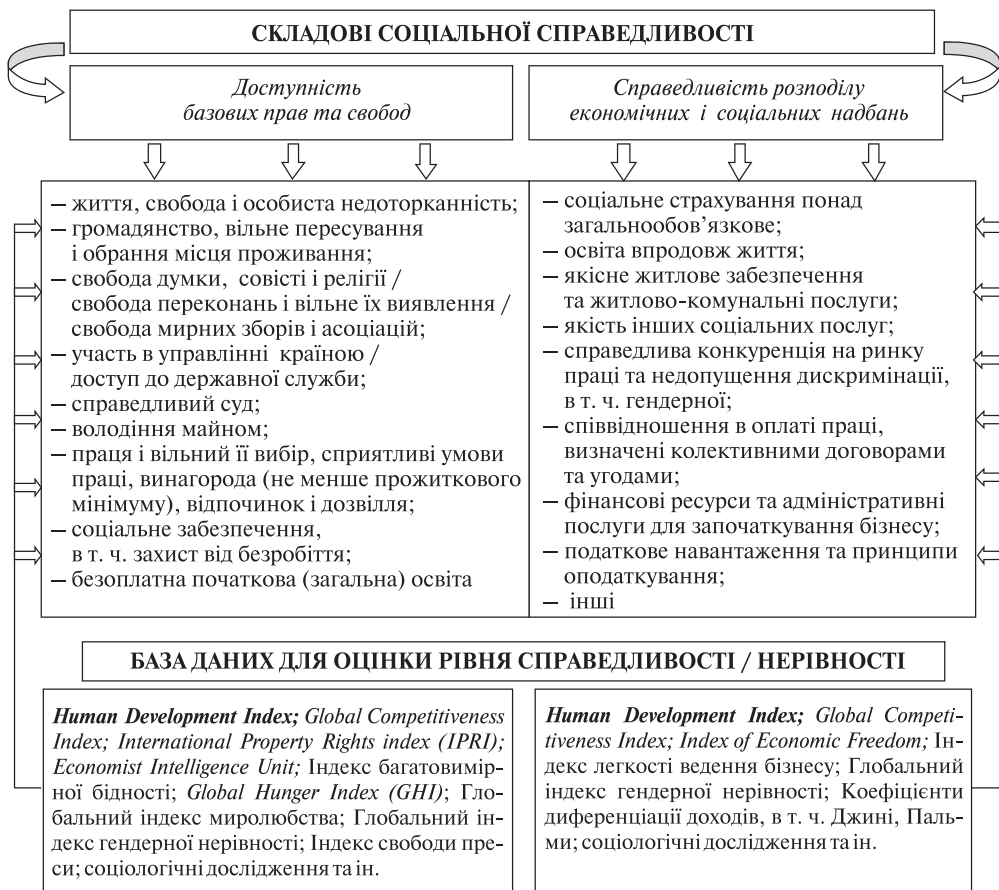 СКЛАДОВІ СОЦІАЛЬНОЇ СПРАВЕДЛИВОСТІ
Доступність
базових прав та свобод
Справедливість розподілу
економічних і соціальних надбань
– життя, свобода і особиста недоторканність;
– громадянство, вільне пересування
і обрання місця проживання;
– свобода думки, совісті і релігії /
свобода переконань і вільне їх виявлення /
свобода мирних зборів і асоціацій;
– участь в управлінні країною /
доступ до державної служби;
– справедливий суд;
– володіння майном;
– праця і вільний її вибір, сприятливі умови
праці, винагорода (не менше прожиткового
мінімуму), відпочинок і дозвілля;
– соціальне забезпечення,
в т. ч. захист від безробіття;
– безоплатна початкова (загальна) освіта
– соціальне страхування понад
загальнообов’язкове;
– освіта впродовж життя;
– якісне житлове забезпечення
та житлово-комунальні послуги;
– якість інших соціальних послуг;
– справедлива конкуренція на ринку
праці та недопущення дискримінації,
в т. ч. гендерної;
– співвідношення в оплаті праці,
визначені колективними договорами
та угодами;
– фінансові ресурси та адміністративні
послуги для започаткування бізнесу;
– податкове навантаження та принципи
оподаткування;
– інші
БАЗА ДАНИХ ДЛЯ ОЦІНКИ РІВНЯ СПРАВЕДЛИВОСТІ / НЕРІВНОСТІ
Human Development Index; Global Competitiveness
Index; International Property Rights index (IPRI);
Economist Intelligence Unit; Індекс багатовимір-
ної бідності; Global Hunger Index (GHI); Гло-
бальний індекс миролюбства; Глобальний ін-
декс гендерної нерівності; Індекс свободи пре-
си; соціологічні дослідження та ін.
Human Development Index; Global Competi-
tiveness Index; Index of Economic Freedom; Ін-
декс легкості ведення бізнесу; Глобальний
індекс гендерної нерівності; Коефіцієнти
диференціації доходів, в т. ч. Джині, Паль-
ми; соціологічні дослідження та ін.